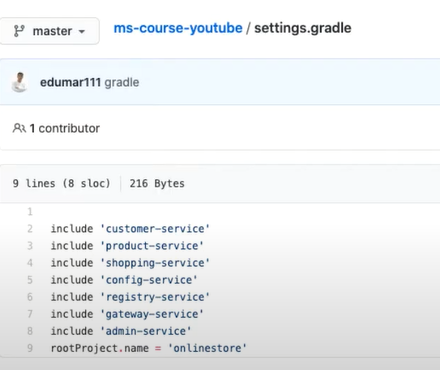 master
ms-course-youtube / settings.gradle
edumar111 gradle
1 contributor
9 lines (8 sloc) 216 Bytes
1
2 include 'customer-service'
3 include 'product-service'
4 include 'shopping-service'
5 include 'config-service'
6 include 'registry-service'
7 include 'gateway-service'
8 include 'admin-service'
9 rootProject.name = 'onlinestore'